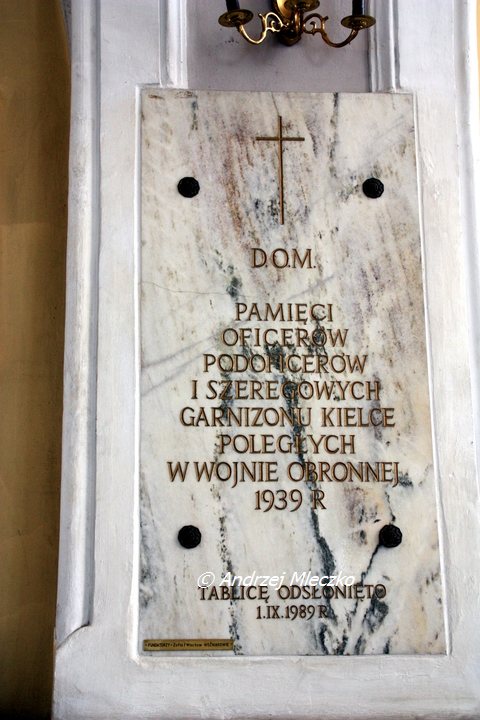 D.O.M.
PAMIĘCI
OFICERÓW
PODOFICERÓW
I SZEREGOWYCH
GARNIZONU KIELCE
POLEGŁYCH
W WOJNIE OBRONNEJ
1939 R
© Andrzej Mleczko
TABLICĘ ODSŁONIĘTO
1.IX.1989 R.